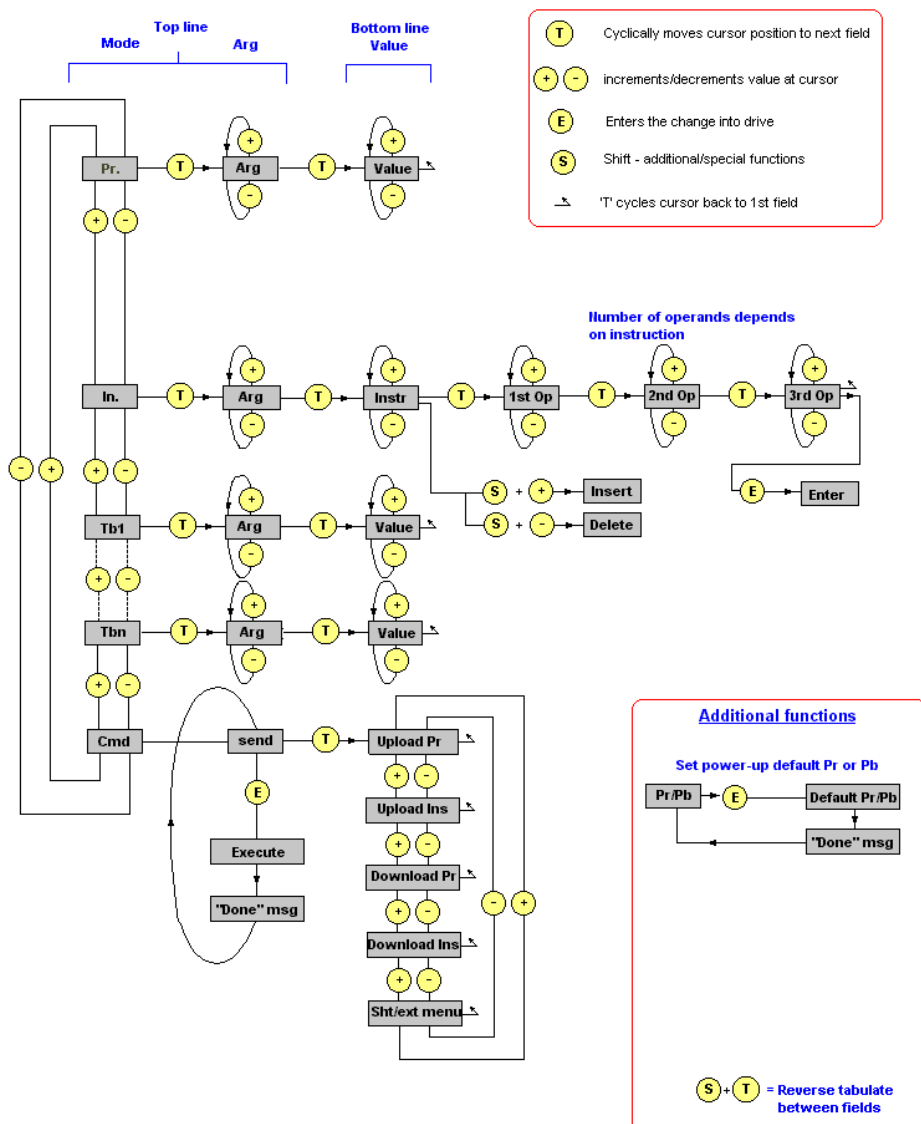 Top line
Mode
Arg
Bottom line
Value
T Cyclically moves cursor position to next field
+ - increments/decrements value at cursor
E Enters the change into drive
S Shift - additional/special functions
'T' cycles cursor back to 1st field
+ +
Pr. T Arg T Value
+ - - -
Number of operands depends
on instruction
+ + + + +
In. T Arg T Instr T 1st Op T 2nd Op T 3rd Op
- - - - -
- + + -
S + + Insert
E Enter
+ +
Tb1 T Arg T Value
S + - Delete
- -
+ -
+ +
Tbn T Arg T Value
- -
+ -
Cmd send T Upload Pr
E
+ -
Upload Ins
+ -
Execute
Download Pr
- +
"Done" msg
+ -
Download Ins
+ -
Sht/ext menu
Additional functions
Set power-up default Pr or Pb
Pr/Pb E Default Pr/Pb
"Done" msg
S + T = Reverse tabulate
between fields